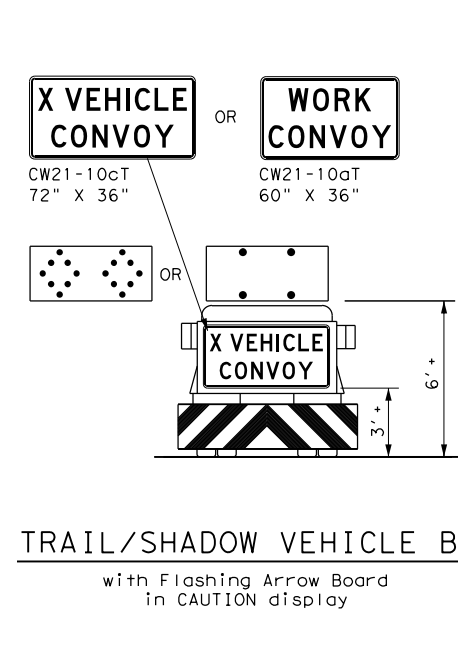 X VEHICLE
CONVOY
OR
WORK
CONVOY
CW21-10cT
72" X 36"
CW21-10aT
60" X 36"
OR
X VEHICLE
CONVOY
6' +
3' +
TRAIL/SHADOW VEHICLE B
with Flashing Arrow Board
in CAUTION display